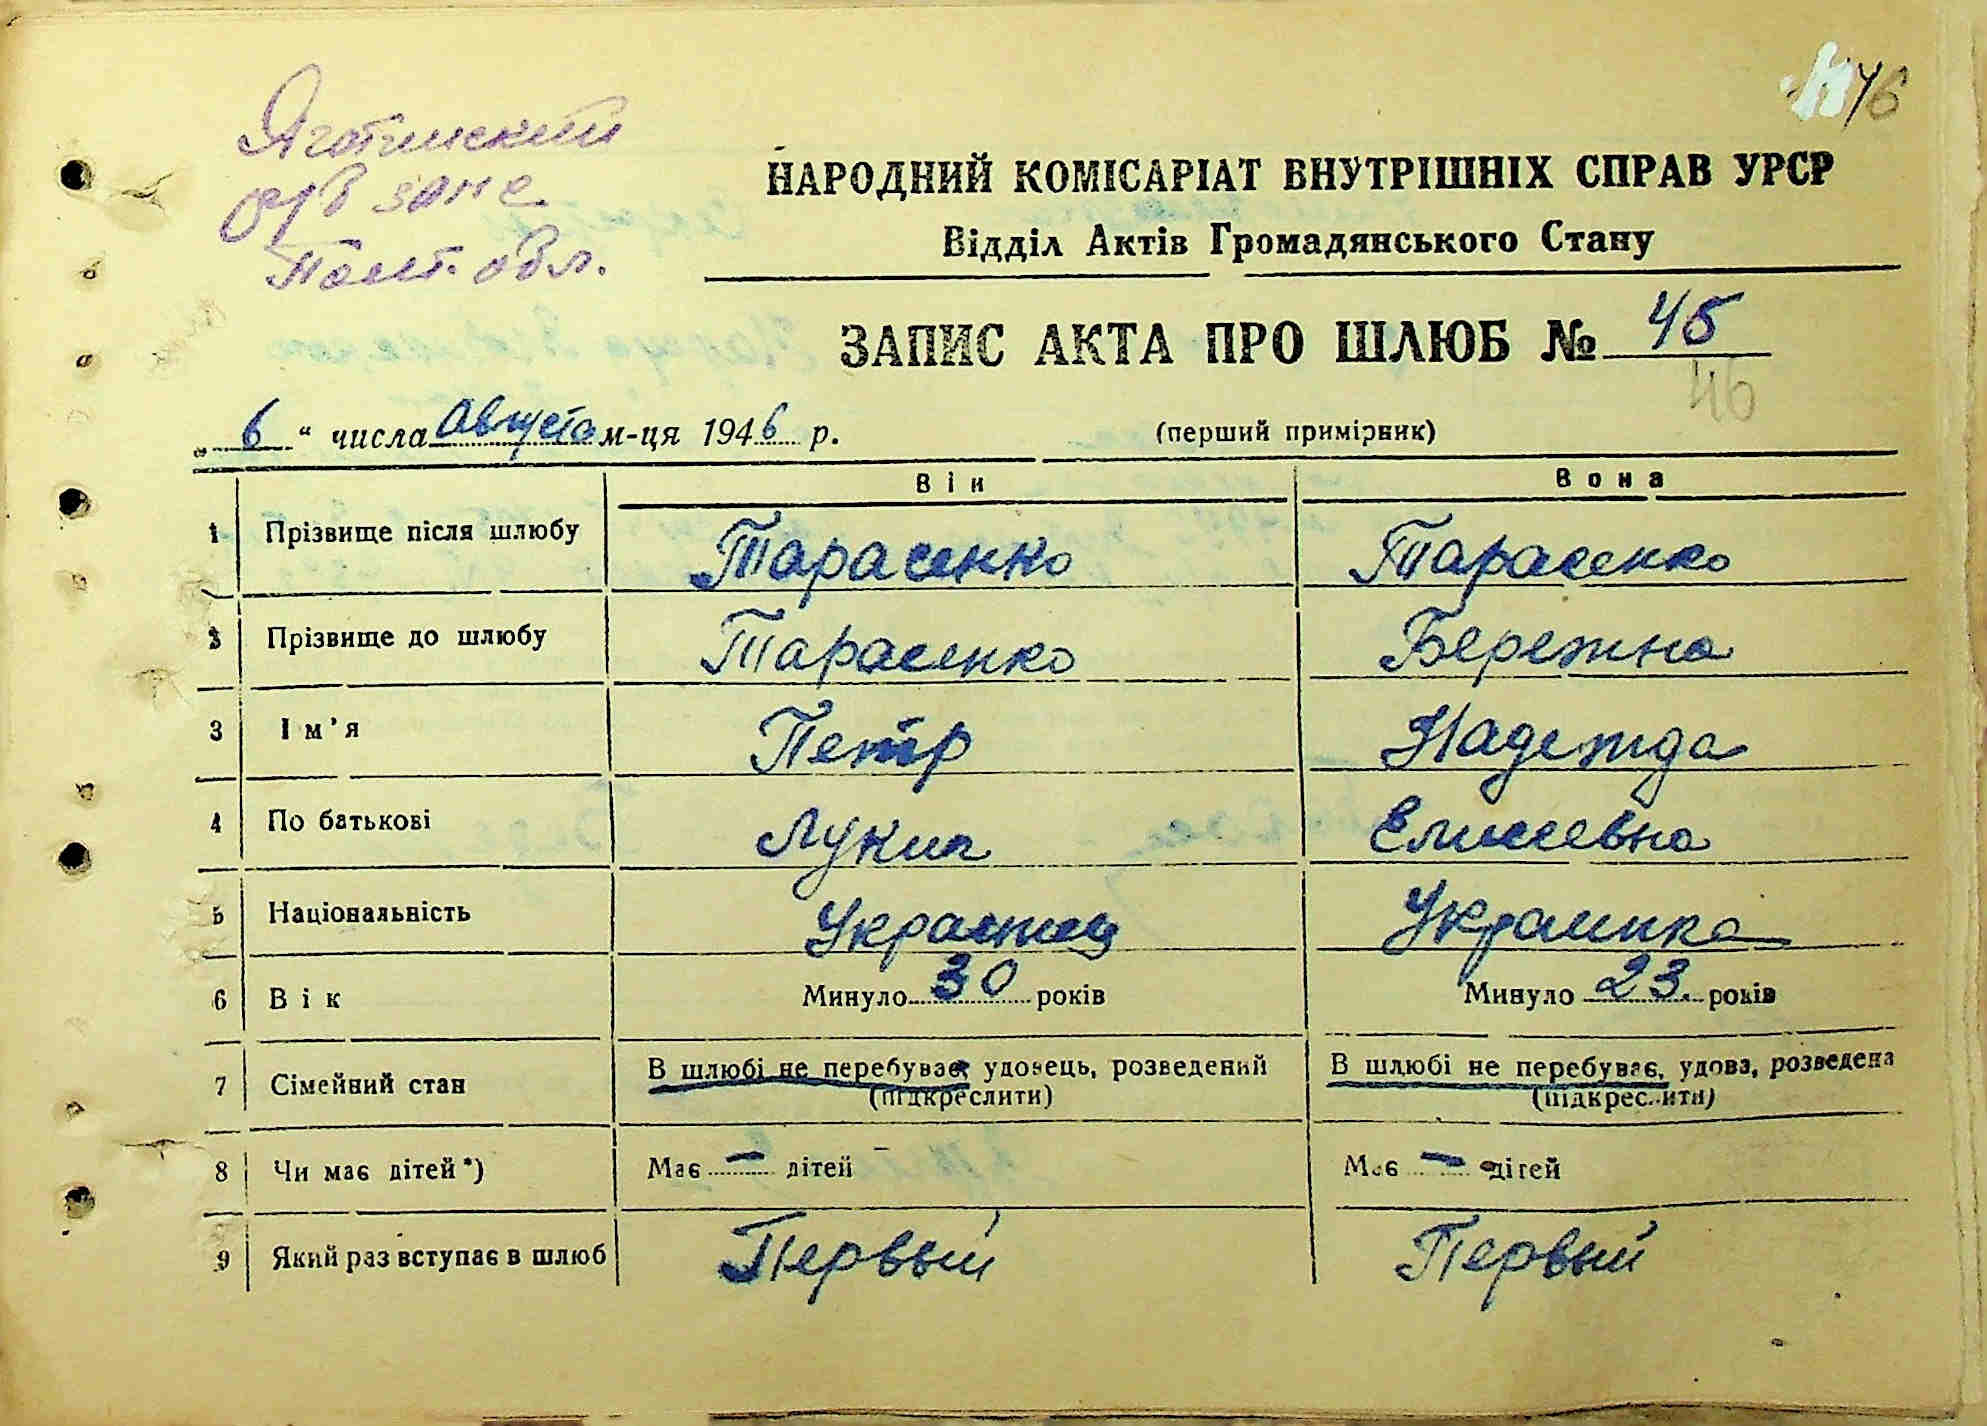 46
Яготинский
р/в загс
Полт. обл.
НАРОДНИЙ КОМІСАРІАТ ВНУТРІШНІХ СПРАВ УРСР
Відділ Актів Громадянського Стану
ЗАПИС АКТА ПРО ШЛЮБ № 45
46
„ 6 “ числа августа м-ця 1946 р. (перший примірник)
Він Вона
1 Прізвище після шлюбу Тарасенко Тарасенко
2 Прізвище до шлюбу Тарасенко Бережна
3 Ім'я Петр Надежда
4 По батькові Лукич Елисеевна
5 Національність Украинец Украинка
6 Вік Минуло 30 років Минуло 23 років
7 Сімейний стан В шлюбі не перебуває, удовець, розведений (підкреслити) В шлюбі не перебуває, удова, розведена (підкреслити)
8 Чи має дітей*) Має — дітей Має — дітей
9 Який раз вступає в шлюб Первый Первый